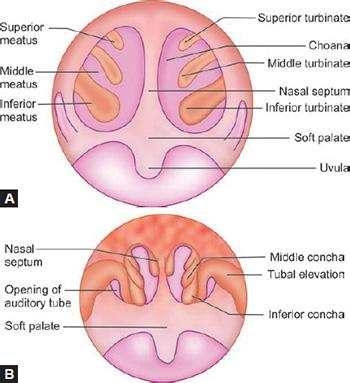 Superior
meatus
Middle
meatus
Inferior
meatus
Superior turbinate
Choana
Middle turbinate
Nasal septum
Inferior turbinate
Soft palate
Uvula
A
Nasal
septum
Opening of
auditory tube
Soft palate
Middle concha
Tubal elevation
Inferior concha
B